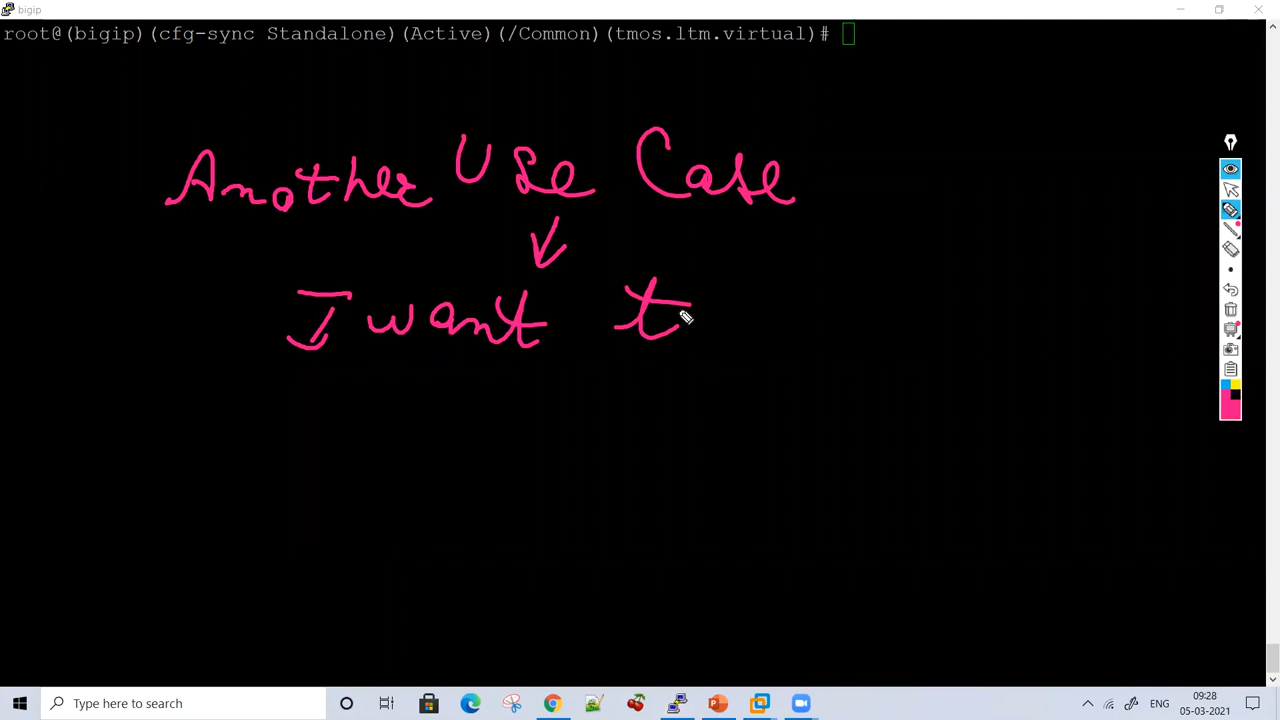 bigip
root@(bigip)(cfg-sync Standalone)(Active)(/Common)(tmos.ltm.virtual)#
Another Use Case
I want t
Type here to search
ENG
09:28
05-03-2021